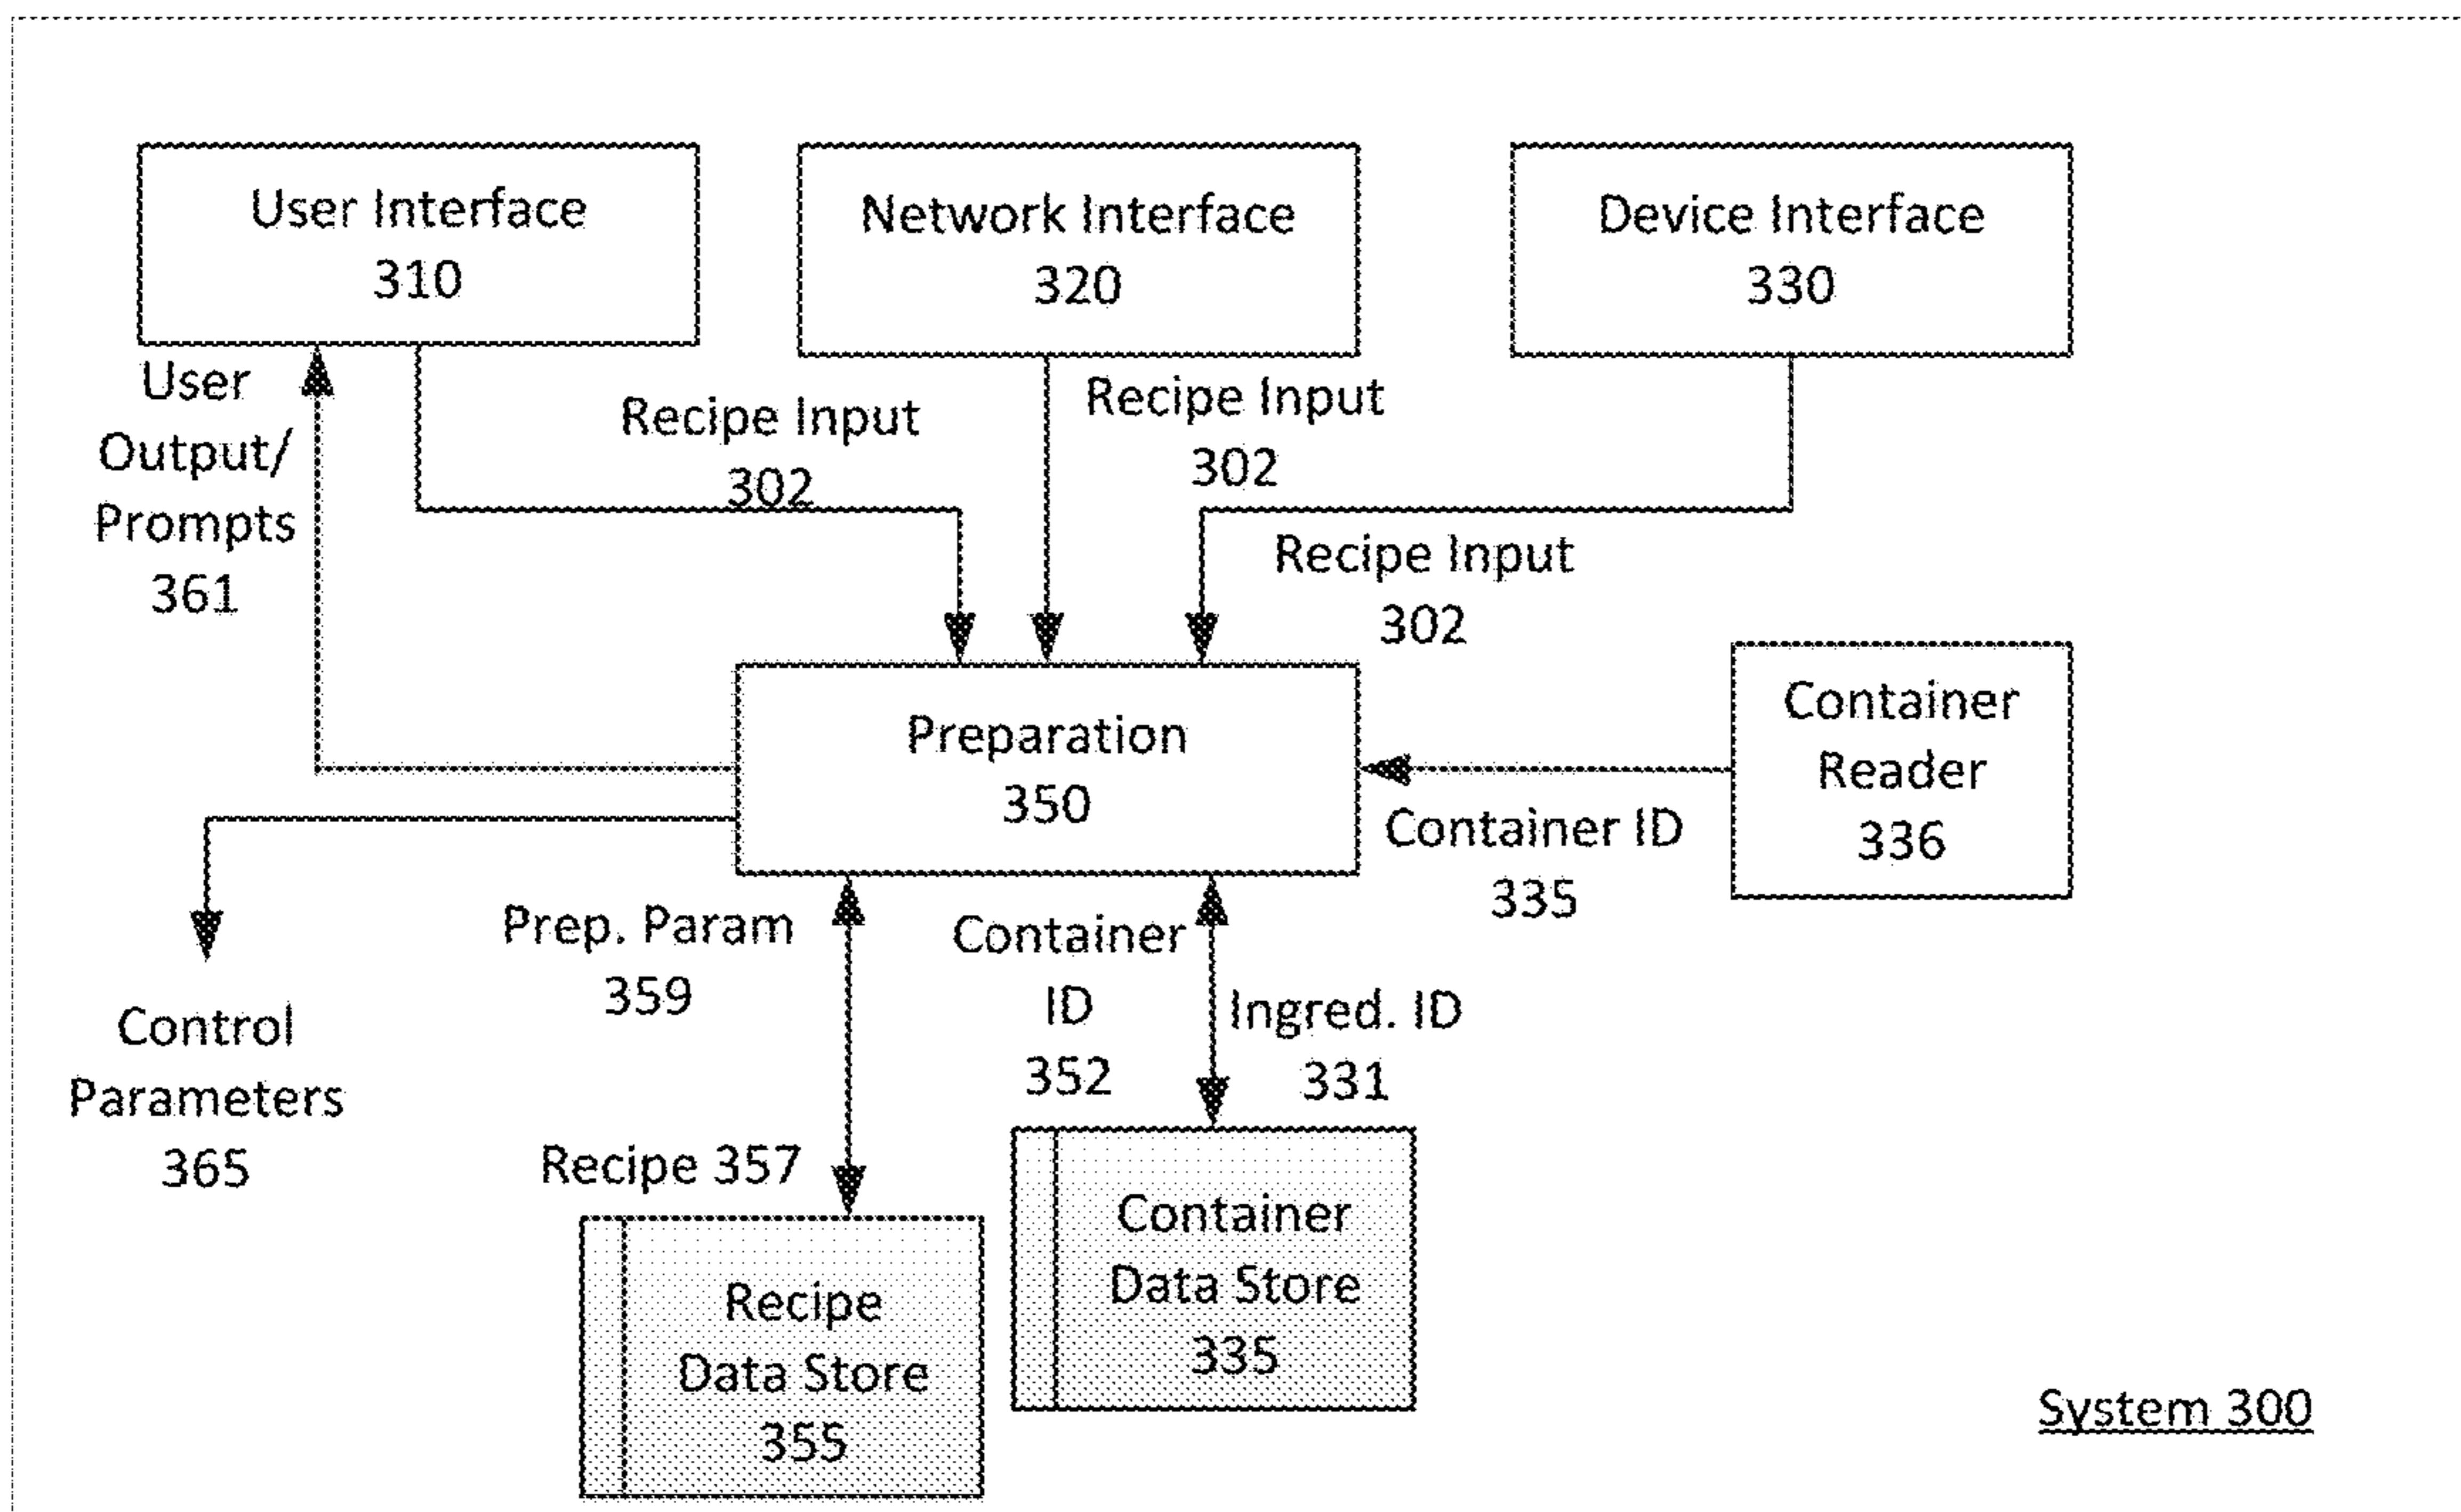 User Interface
310
Network Interface
320
Device Interface
330
User
Output/
Prompts
361
Recipe Input
302
Recipe Input
302
Recipe Input
302
Preparation
350
Container
Reader
336
Container ID
335
Prep. Param
359
Container
ID
352
Ingred. ID
331
Control
Parameters
365
Recipe 357
Recipe
Data Store
355
Container
Data Store
335
System 300